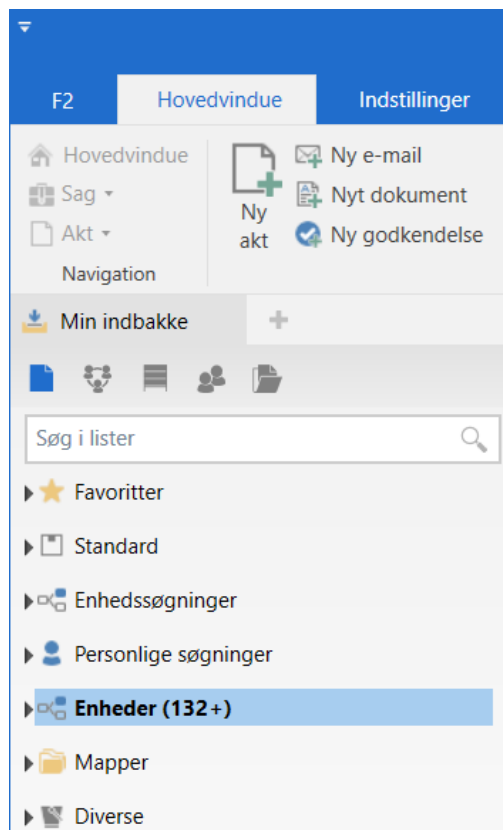 F2 Hovedvindue Indstillinger
Hovedvindue
Sag
Akt
Navigation
Ny
akt
Ny e-mail
Nyt dokument
Ny godkendelse
Min indbakke
Søg i lister
Favoritter
Standard
Enhedssøgninger
Personlige søgninger
Enheder (132+)
Mapper
Diverse